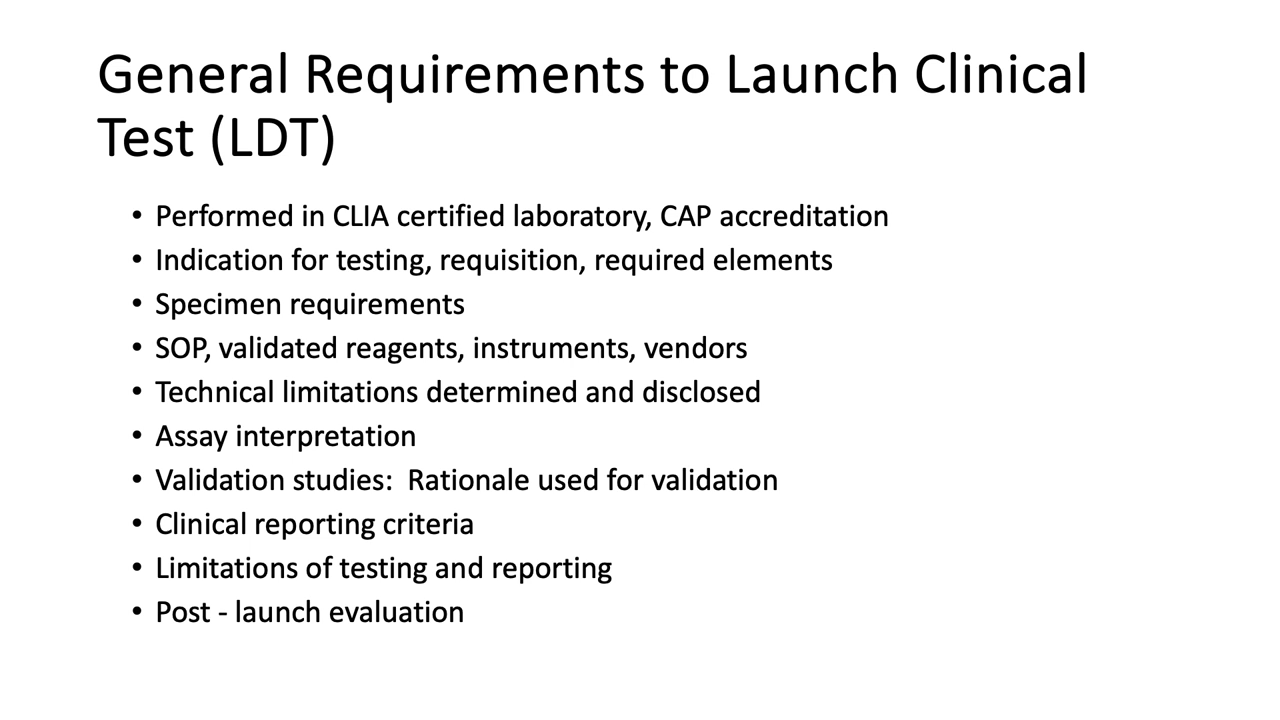 General Requirements to Launch Clinical
Test (LDT)
• Performed in CLIA certified laboratory, CAP accreditation
• Indication for testing, requisition, required elements
• Specimen requirements
• SOP, validated reagents, instruments, vendors
• Technical limitations determined and disclosed
• Assay interpretation
• Validation studies:  Rationale used for validation
• Clinical reporting criteria
• Limitations of testing and reporting
• Post - launch evaluation